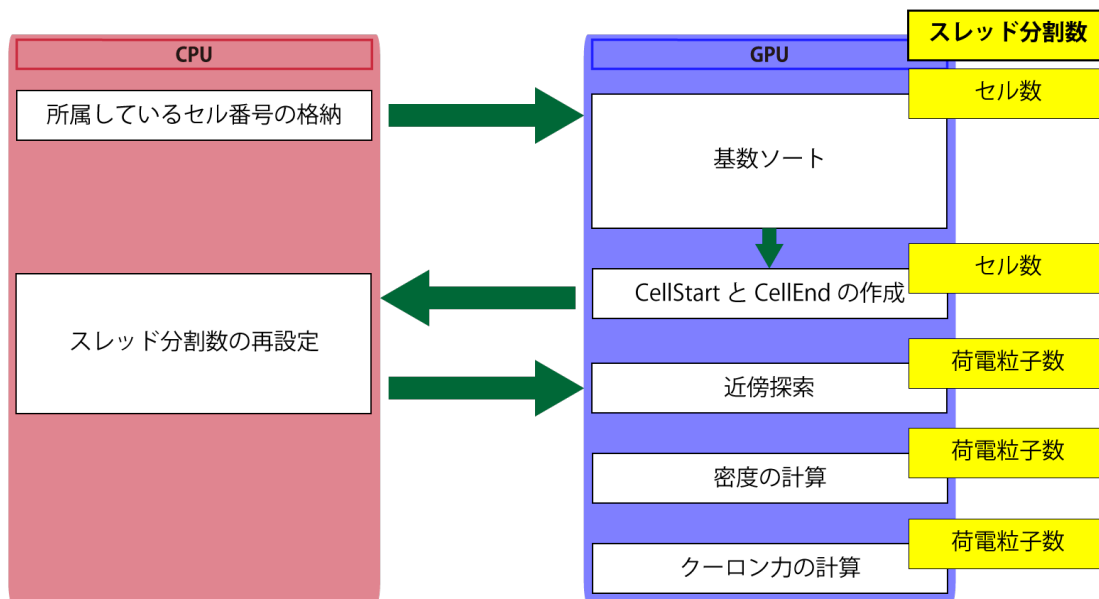 スレッド分割数
CPU
GPU
セル数
所属しているセル番号の格納
基数ソート
セル数
CellStart と CellEnd の作成
スレッド分割数の再設定
荷電粒子数
近傍探索
荷電粒子数
密度の計算
荷電粒子数
クーロン力の計算